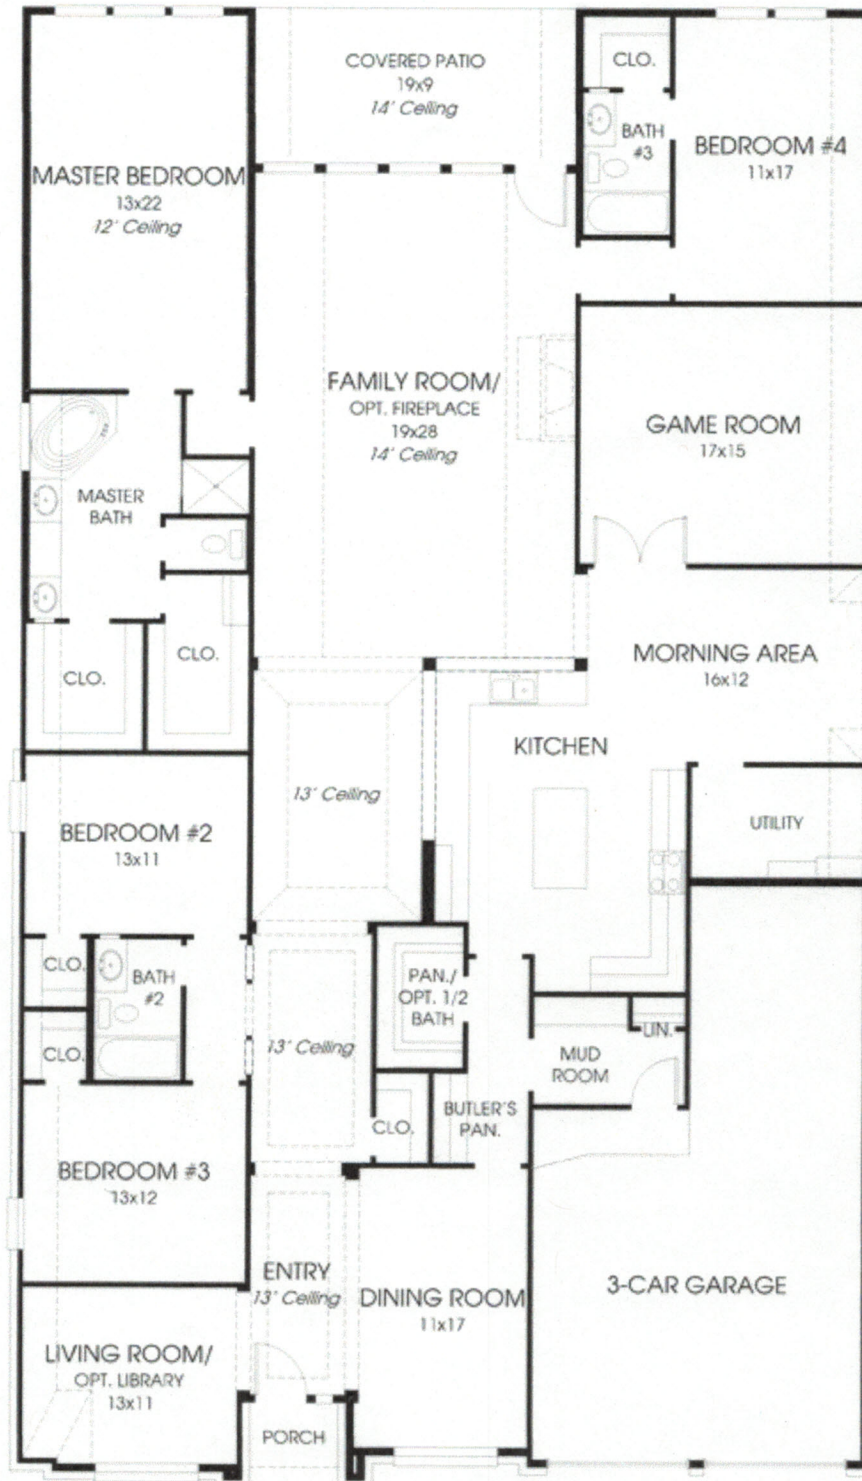 COVERED PATIO
19x9
14' Ceiling
CLO.
BATH
#3
BEDROOM #4
11x17
MASTER BEDROOM
13x22
12' Ceiling
FAMILY ROOM/
OPT. FIREPLACE
19x28
14' Ceiling
GAME ROOM
17x15
MASTER
BATH
CLO.
CLO.
MORNING AREA
16x12
KITCHEN
13' Ceiling
UTILITY
BEDROOM #2
13x11
CLO.
BATH
#2
CLO.
PAN./
OPT. 1/2
BATH
13' Ceiling
LIN.
MUD
ROOM
CLO.
BUTLER'S
PAN.
BEDROOM #3
13x12
ENTRY
13' Ceiling
DINING ROOM
11x17
3-CAR GARAGE
LIVING ROOM/
OPT. LIBRARY
13x11
PORCH